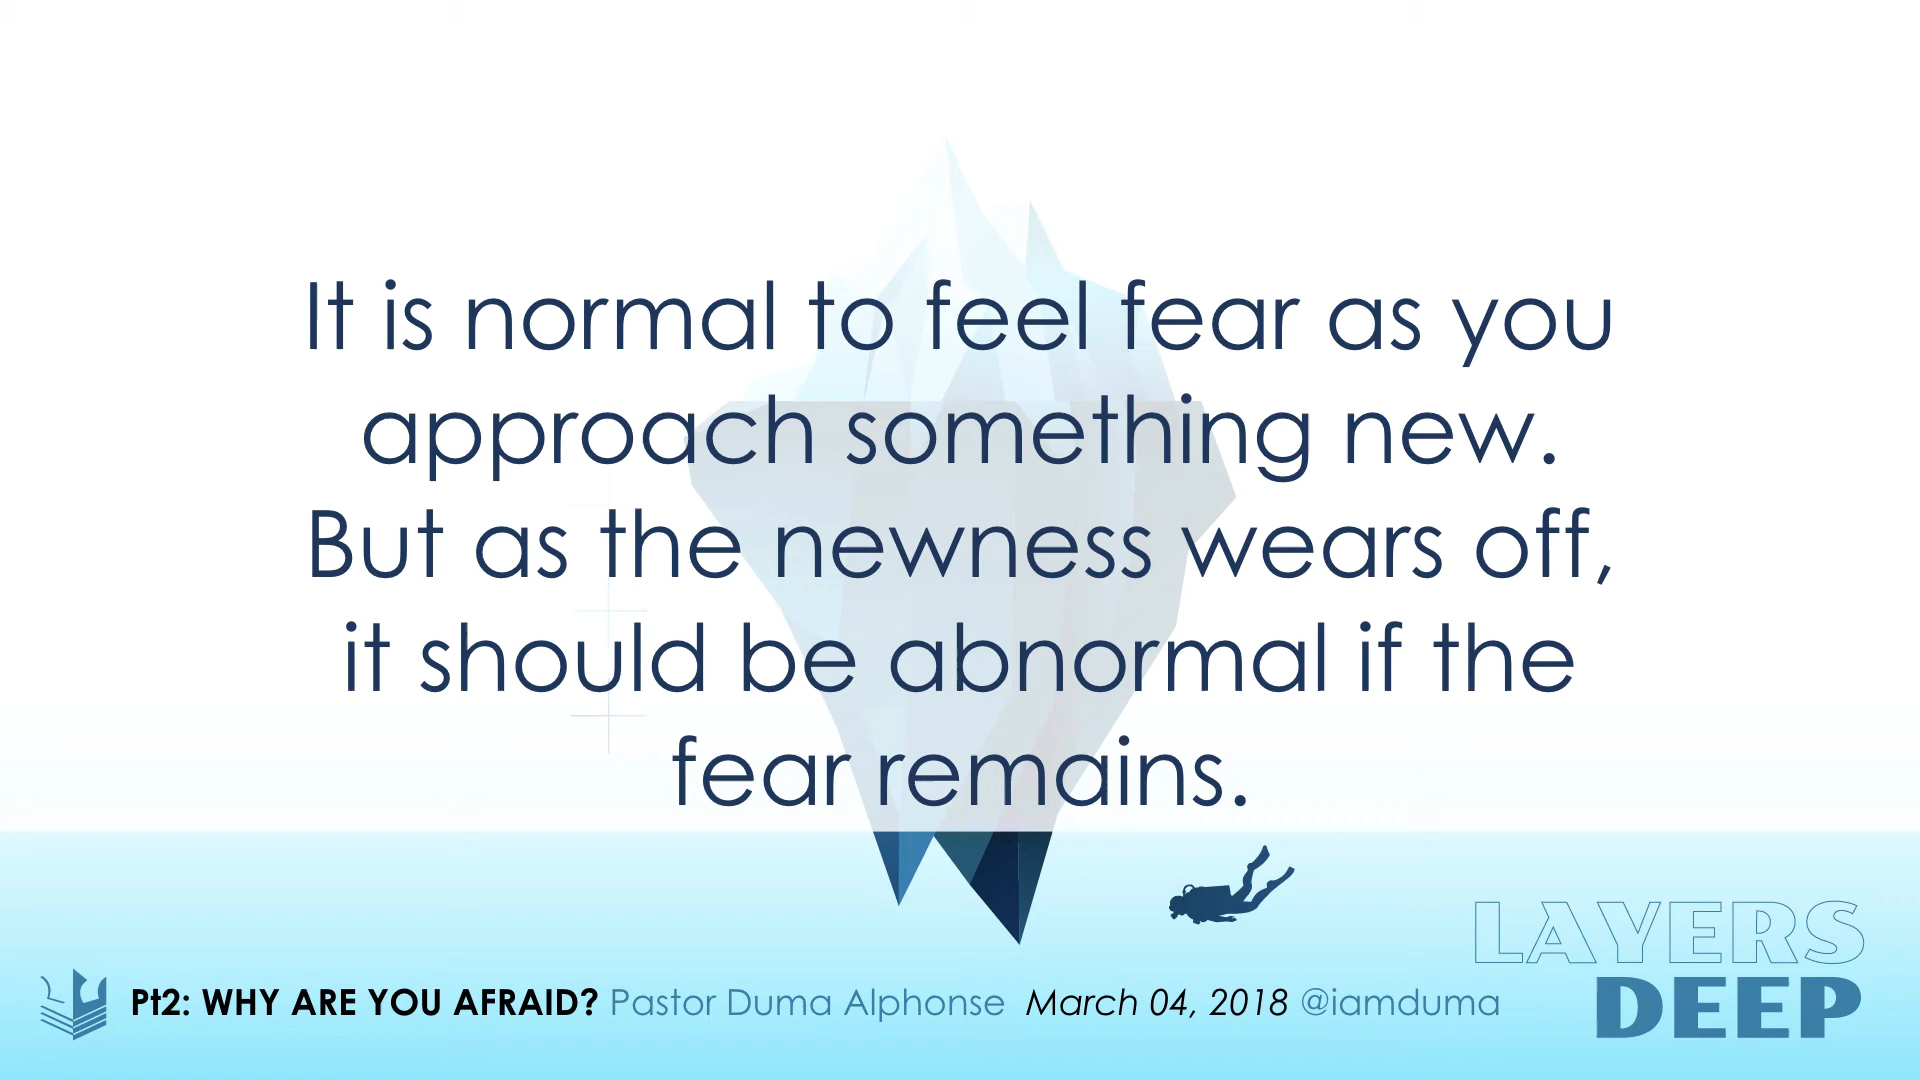 It is normal to feel fear as you
approach something new.
But as the newness wears off,
it should be abnormal if the
fear remains.
LAYERS
DEEP
Pt2: WHY ARE YOU AFRAID? Pastor Duma Alphonse March 04, 2018 @iamduma